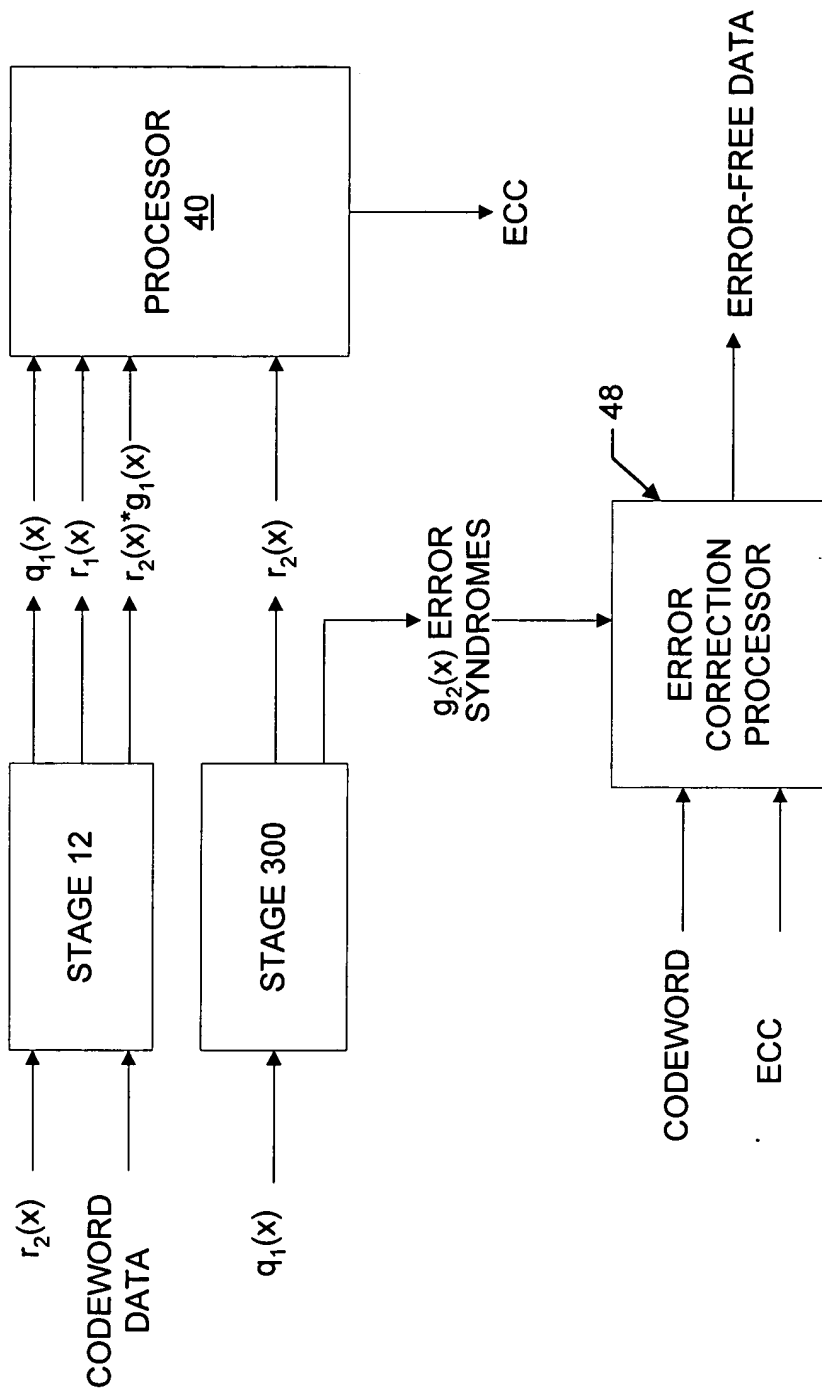 r₂(x)
CODEWORD
DATA
STAGE 12
q₁(x)
r₁(x)
r₂(x)*g₁(x)
PROCESSOR
40
q₁(x)
STAGE 300
r₂(x)
ECC
g₂(x) ERROR
SYNDROMES
48
CODEWORD
ECC
ERROR
CORRECTION
PROCESSOR
ERROR-FREE DATA